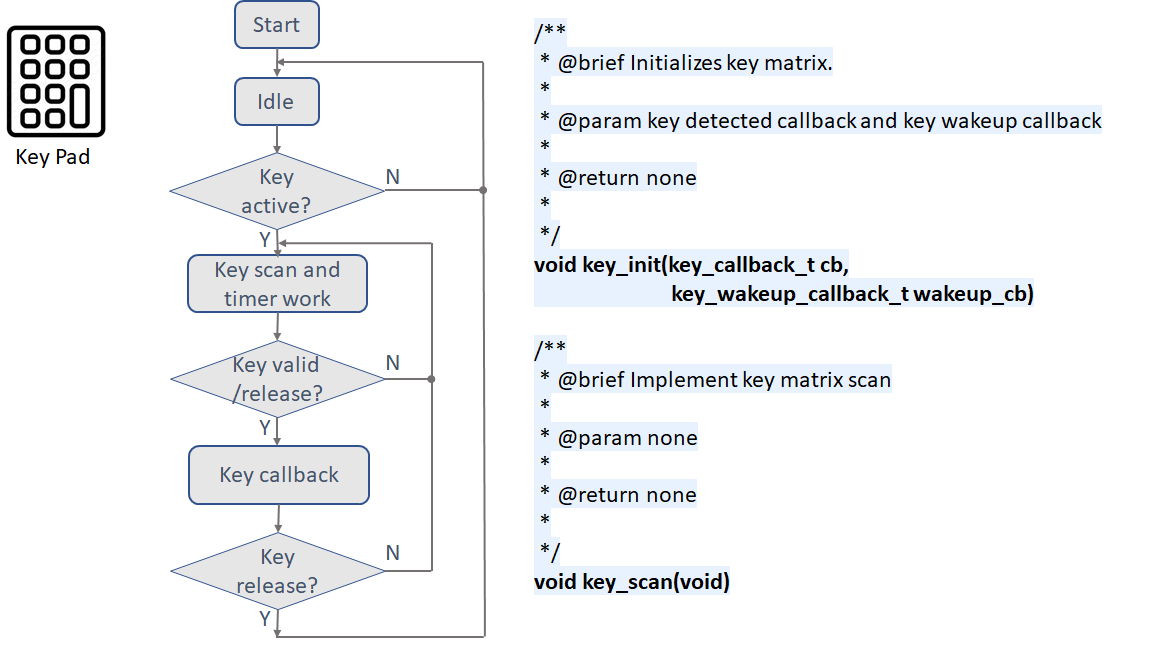 Key Pad
Start
Idle
Key
active?
N
Y
Key scan and
timer work
Key valid
/release?
N
Y
Key callback
Key
release?
N
Y
/**
* @brief Initializes key matrix.
*
* @param key detected callback and key wakeup callback
*
* @return none
*
*/
void key_init(key_callback_t cb,
key_wakeup_callback_t wakeup_cb)
/**
* @brief Implement key matrix scan
*
* @param none
*
* @return none
*
*/
void key_scan(void)